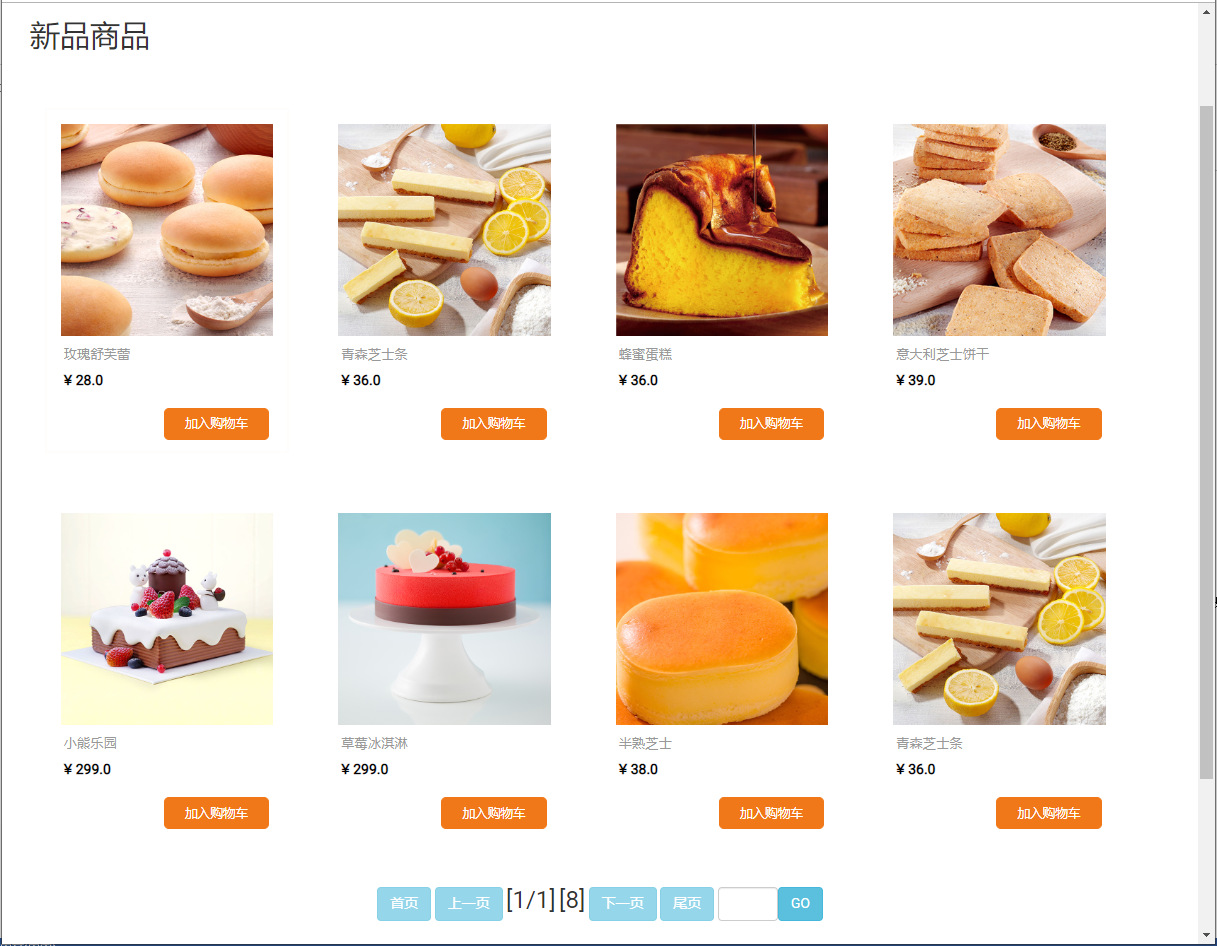 新品商品
玫瑰舒芙蕾 青森芝士条 蜂蜜蛋糕 意大利芝士饼干
¥ 28.0 ¥ 36.0 ¥ 36.0 ¥ 39.0
加入购物车 加入购物车 加入购物车 加入购物车
小熊乐园 草莓冰淇淋 半熟芝士 青森芝士条
¥ 299.0 ¥ 299.0 ¥ 38.0 ¥ 36.0
加入购物车 加入购物车 加入购物车 加入购物车
首页 上一页 [1/1] [8] 下一页 尾页 GO